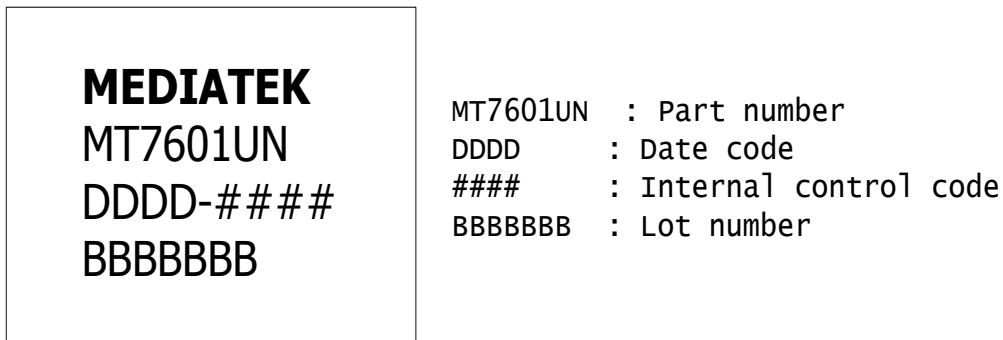 MEDIATEK
MT7601UN
DDDD-####
BBBBBBB
MT7601UN : Part number
DDDD : Date code
#### : Internal control code
BBBBBBB : Lot number